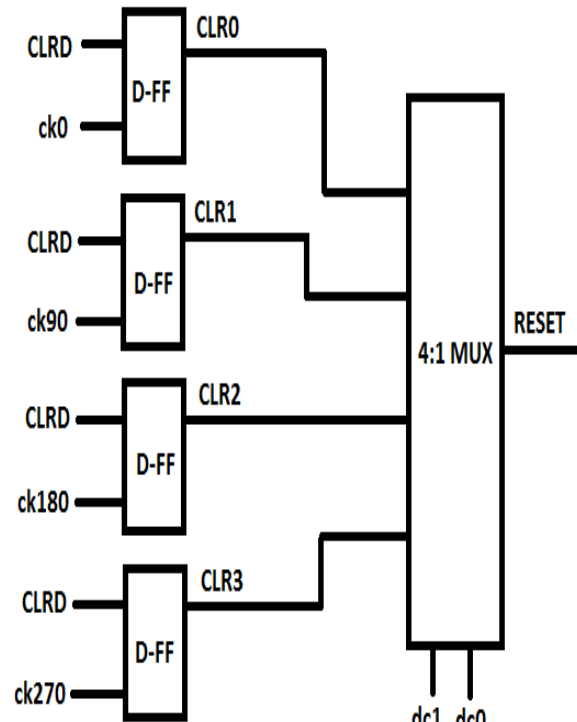 CLRD
ck0
D-FF
CLR0
CLRD
ck90
D-FF
CLR1
CLRD
ck180
D-FF
CLR2
CLRD
ck270
D-FF
CLR3
4:1 MUX
RESET
dc1 dc0